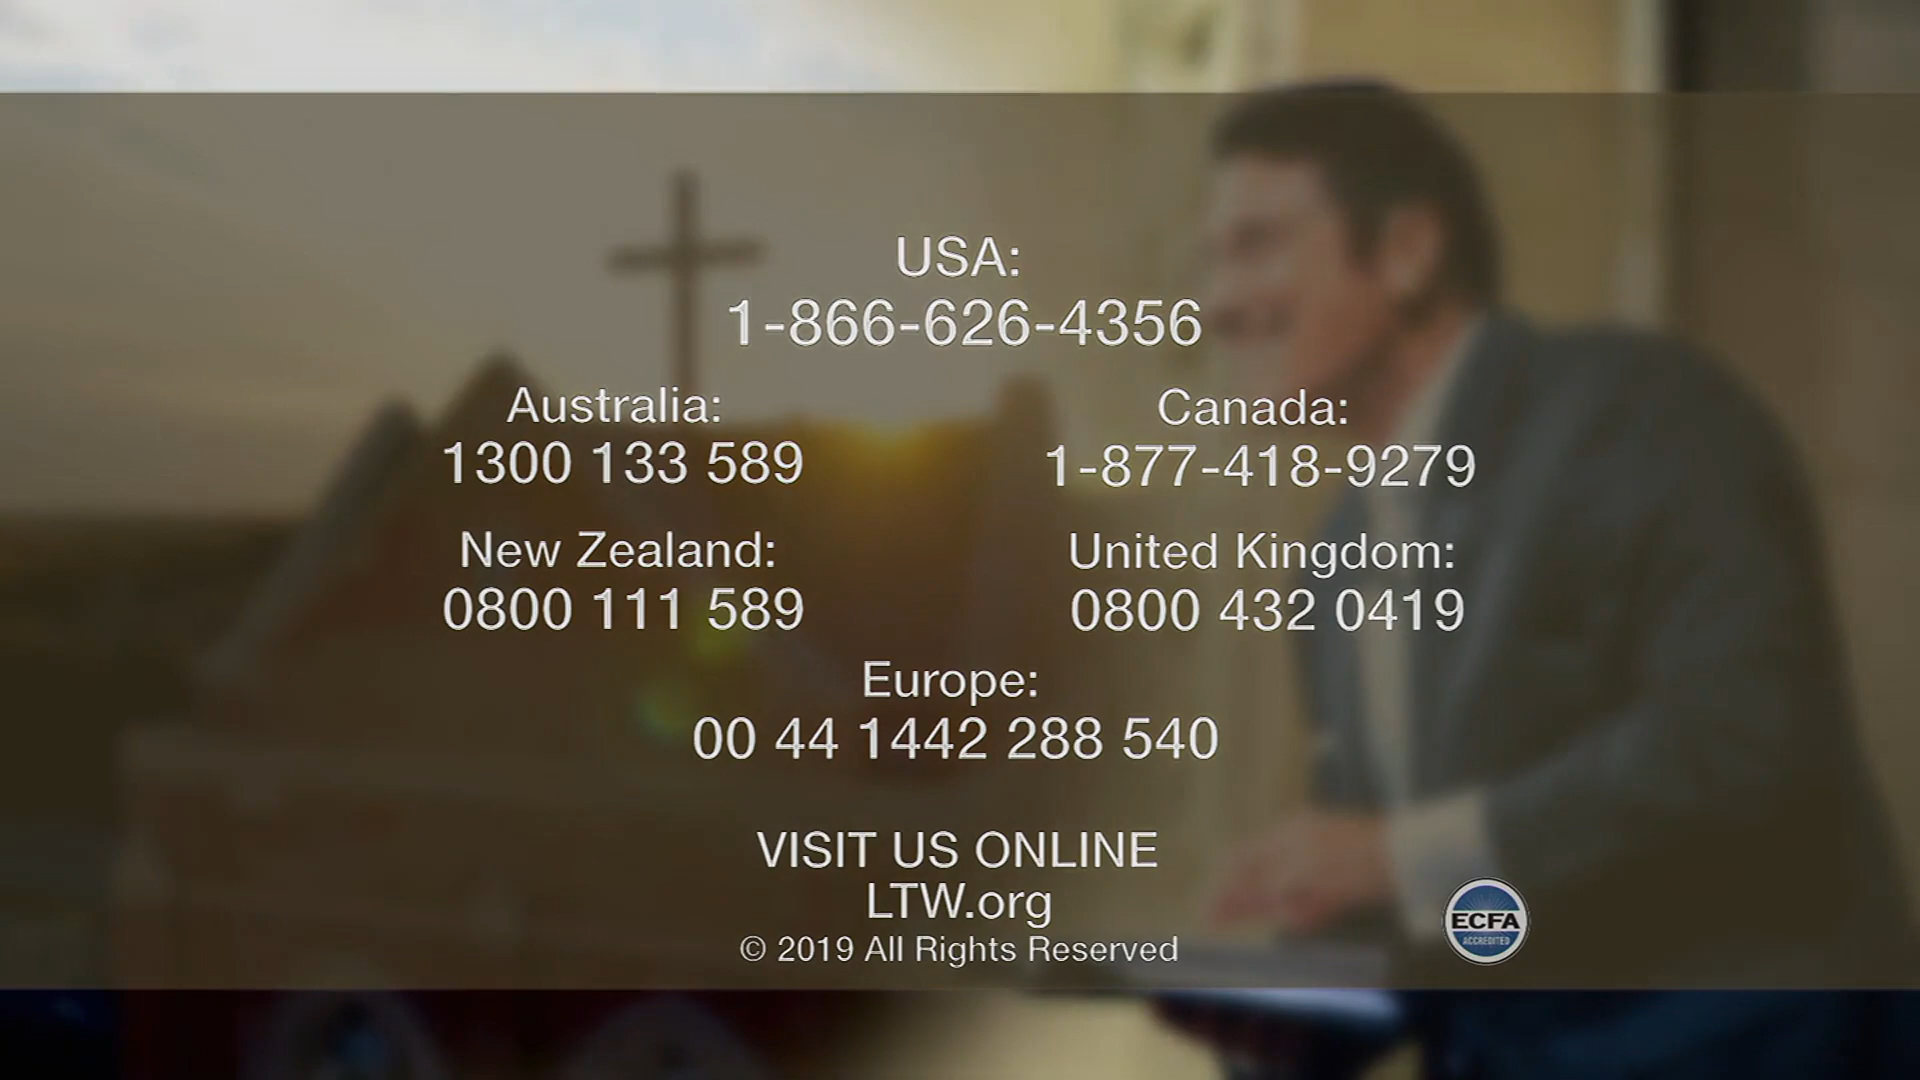 USA:
1-866-626-4356
Australia:
1300 133 589
Canada:
1-877-418-9279
New Zealand:
0800 111 589
United Kingdom:
0800 432 0419
Europe:
00 44 1442 288 540
VISIT US ONLINE
LTW.org
© 2019 All Rights Reserved
ECFA
ACCREDITED